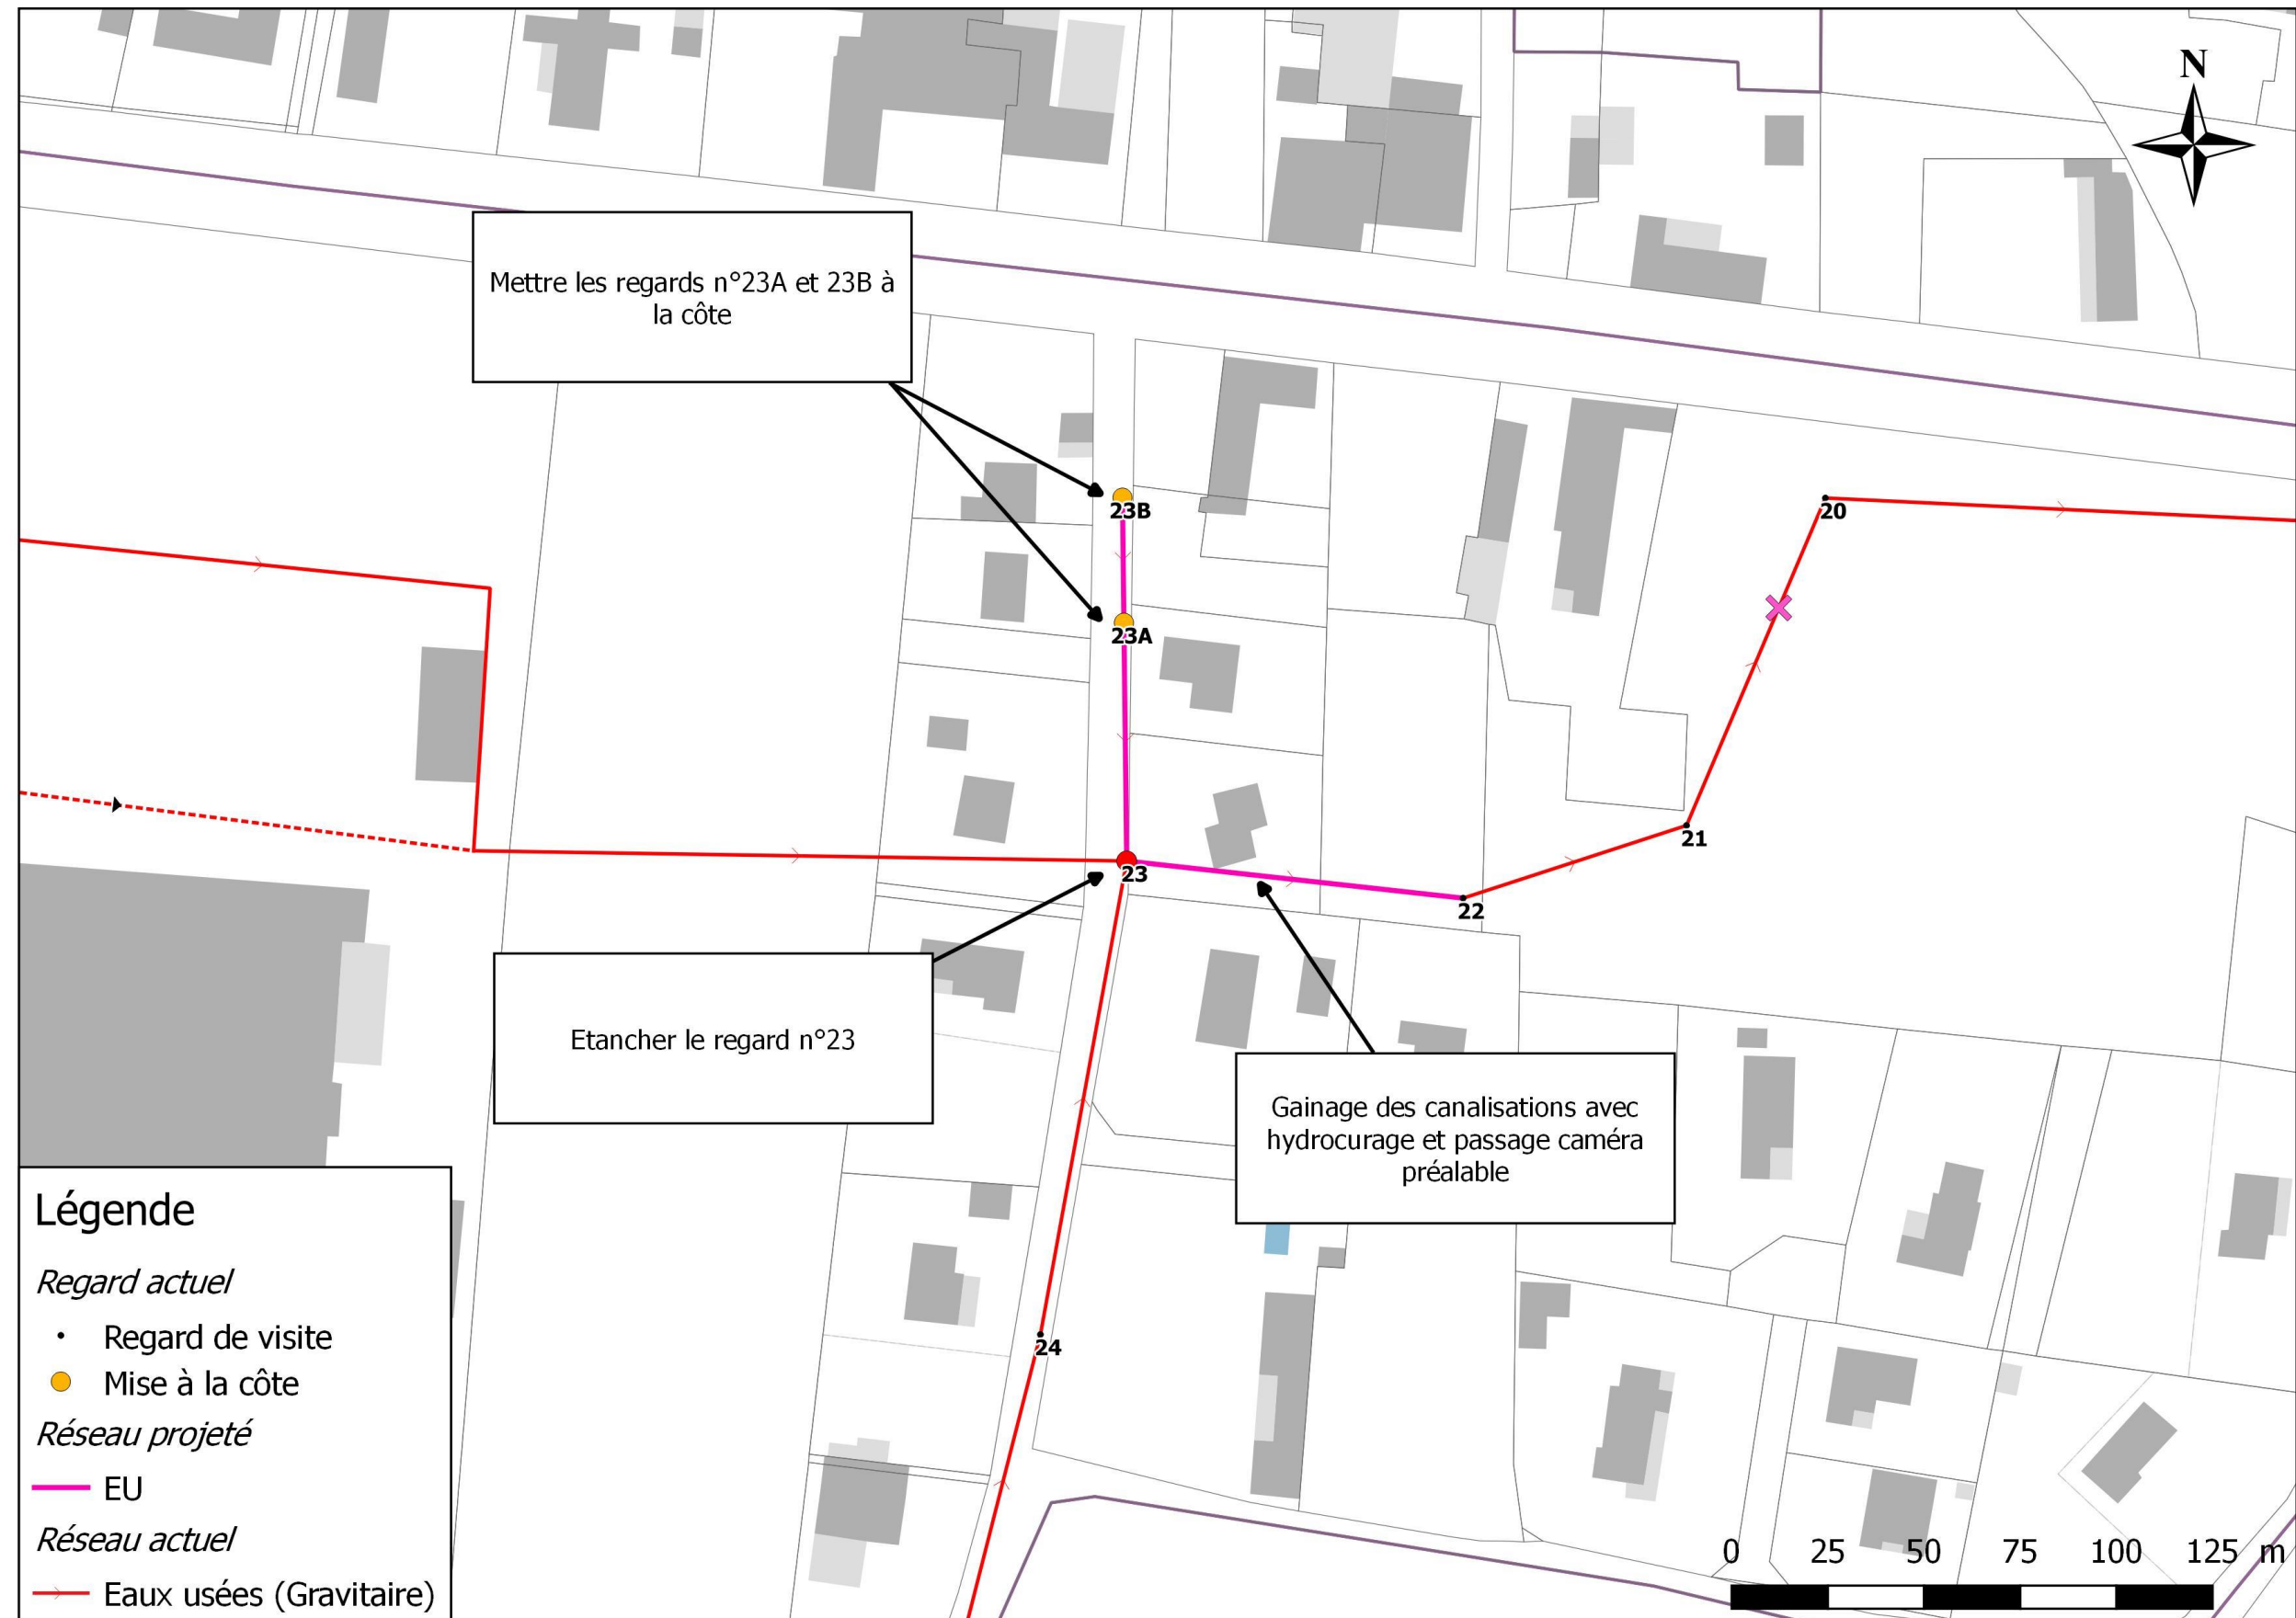 N
Mettre les regards n°23A et 23B à
la côte
23B
20
23A
21
23
22
Etancher le regard n°23
Gainage des canalisations avec
hydrocurage et passage caméra
préalable
24
Légende
Regard actuel
Regard de visite
Mise à la côte
Réseau projeté
EU
Réseau actuel
Eaux usées (Gravitaire)
0 25 50 75 100 125 m